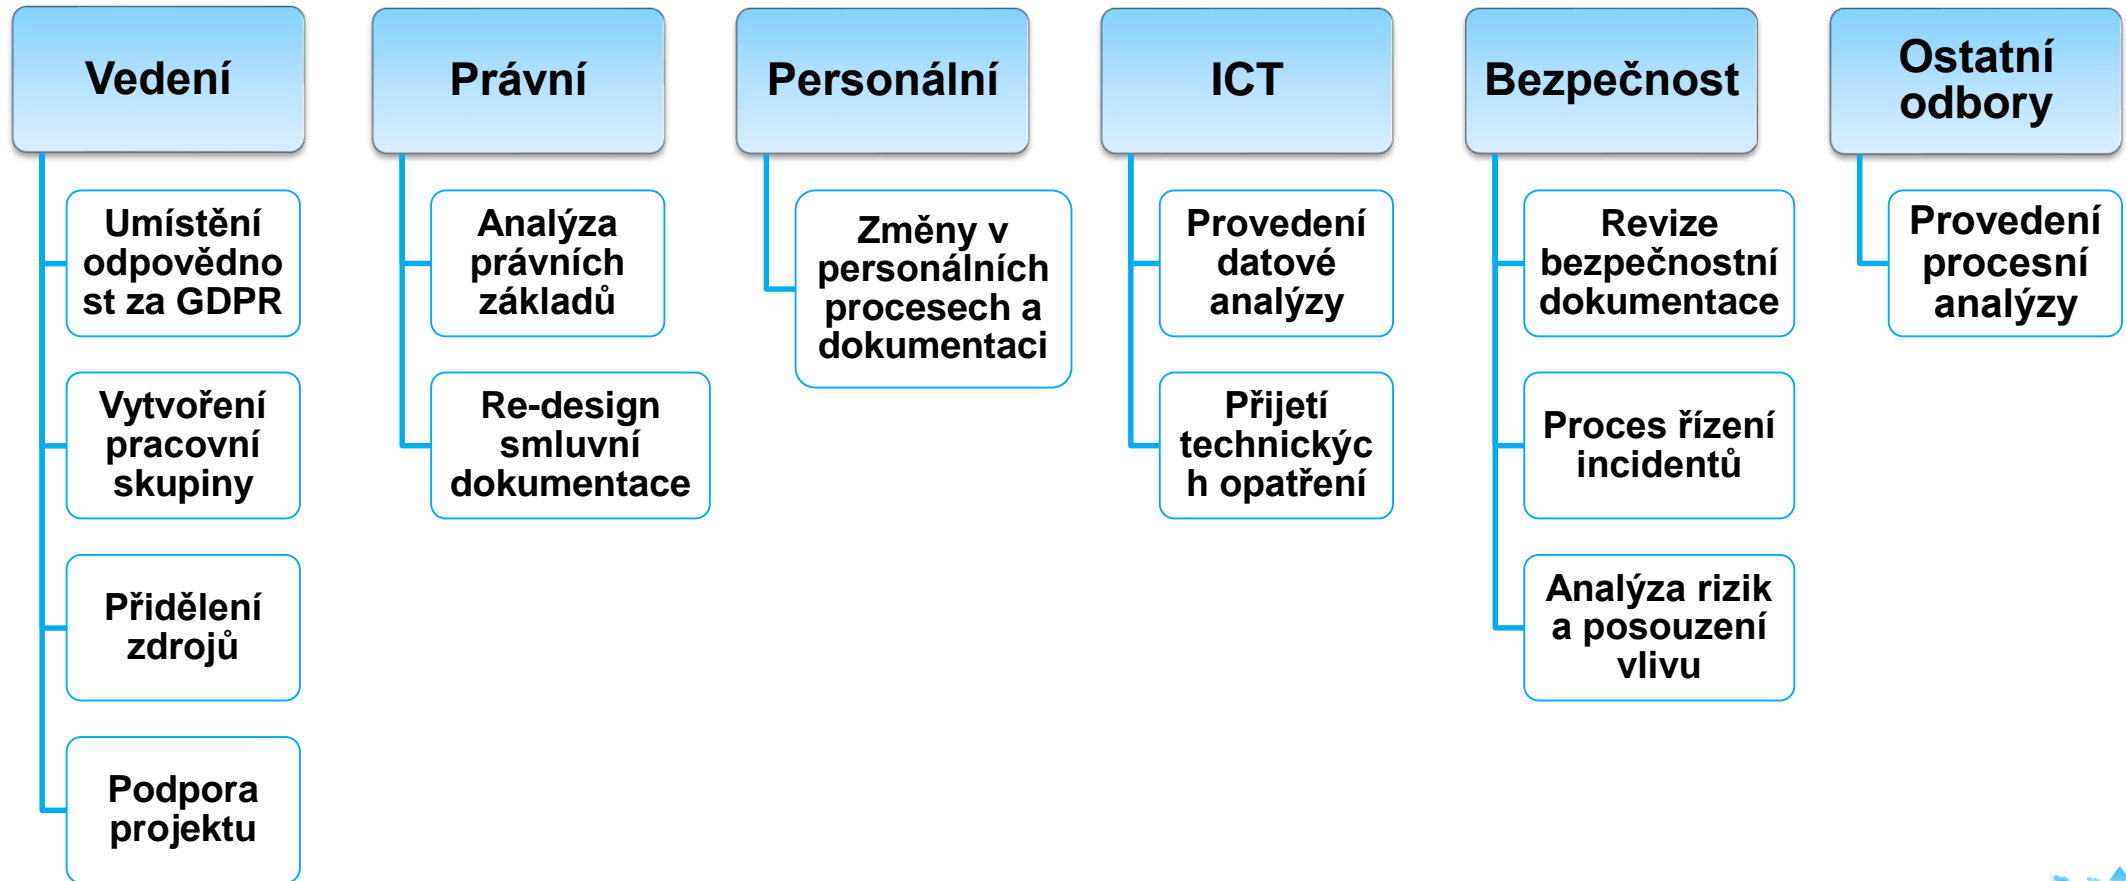 Vedení
Umístění
odpovědno
st za GDPR
Vytvoření
pracovní
skupiny
Přidělení
zdrojů
Podpora
projektu
Právní
Analýza
právních
základů
Re-design
smluvní
dokumentace
Personální
Změny v
personálních
procesech a
dokumentaci
ICT
Provedení
datové
analýzy
Přijetí
technickýc
h opatření
Bezpečnost
Revize
bezpečnostní
dokumentace
Proces řízení
incidentů
Analýza rizik
a posouzení
vlivu
Ostatní
odbory
Provedení
procesní
analýzy